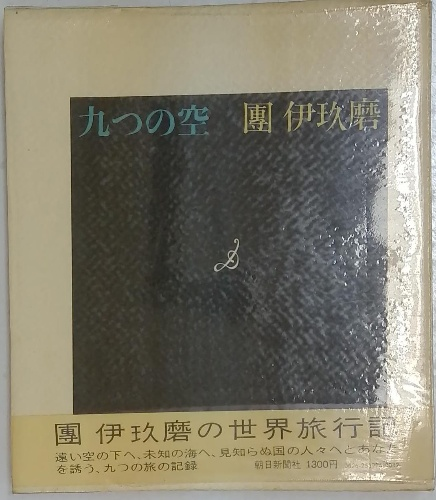 九つの空 團 伊玖磨
團 伊玖磨の世界旅行記
遠い空の下へ、未知の海へ、見知らぬ国の人々へとあなた
を誘う、九つの旅の記録 朝日新聞社 1300円